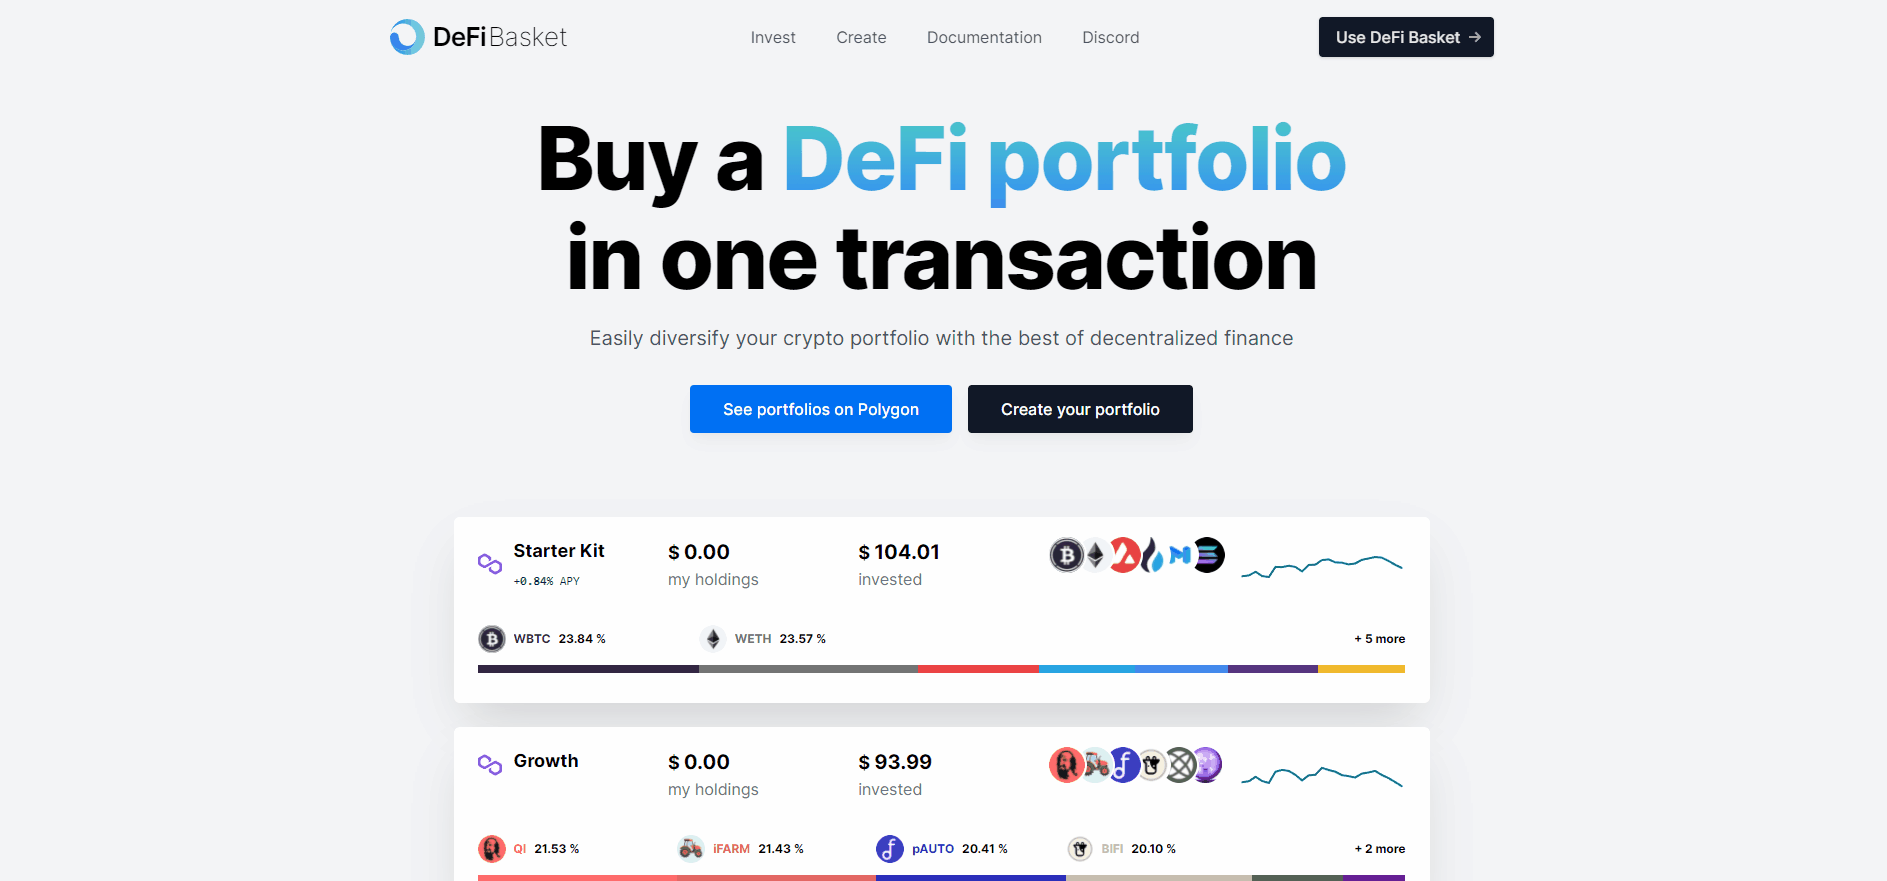 DeFiBasket
Invest Create Documentation Discord
Use DeFi Basket →
Buy a DeFi portfolio
in one transaction
Easily diversify your crypto portfolio with the best of decentralized finance
See portfolios on Polygon Create your portfolio
Starter Kit $ 0.00 $ 104.01
+0.84% APY my holdings invested
WBTC 23.84 % WETH 23.57 % + 5 more
Growth $ 0.00 $ 93.99
my holdings invested
QI 21.53 % iFARM 21.43 % pAUTO 20.41 % BIFI 20.10 % + 2 more